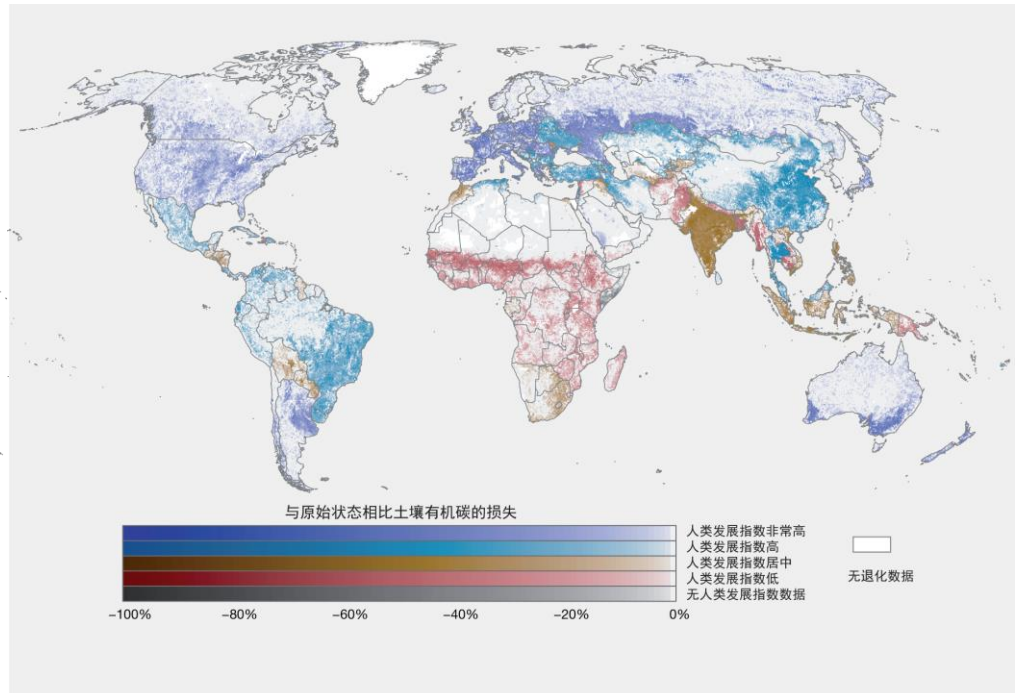 与原始状态相比土壤有机碳的损失
人类发展指数非常高
人类发展指数高
人类发展指数居中
人类发展指数低
无人类发展指数数据
无退化数据
-100% -80% -60% -40% -20% 0%